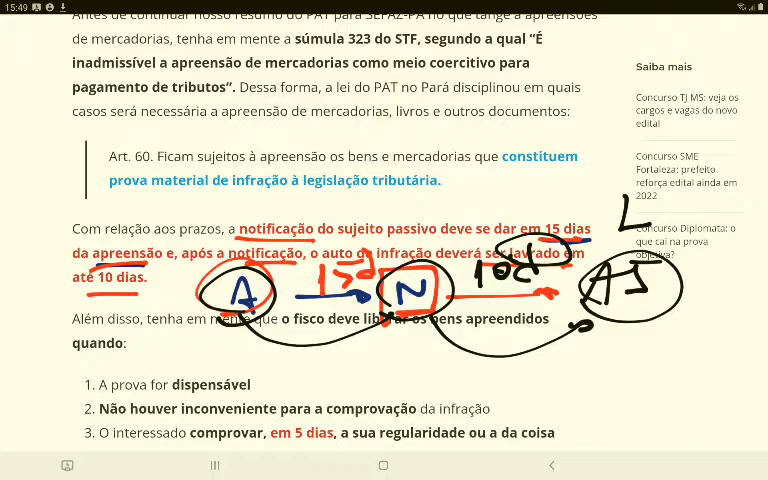 15:49
Antes de continuar nosso resumo do PAT para SEFAZ-PA no que tange a apreensões
de mercadorias, tenha em mente a súmula 323 do STF, segundo a qual "É
inadmissível a apreensão de mercadorias como meio coercitivo para
pagamento de tributos". Dessa forma, a lei do PAT no Pará disciplinou em quais
casos será necessária a apreensão de mercadorias, livros e outros documentos:
Art. 60. Ficam sujeitos à apreensão os bens e mercadorias que constituem
prova material de infração à legislação tributária.
Com relação aos prazos, a notificação do sujeito passivo deve se dar em 15 dias
da apreensão e, após a notificação, o auto de infração deverá ser lavrado em
até 10 dias.
A 15d N 10d AI
L
Além disso, tenha em mente que o fisco deve liberar os bens apreendidos
quando:
1. A prova for dispensável
2. Não houver inconveniente para a comprovação da infração
3. O interessado comprovar, em 5 dias, a sua regularidade ou a da coisa
Saiba mais
Concurso TJ MS: veja os
cargos e vagas do novo
edital
Concurso SME
Fortaleza: prefeito
reforça edital ainda em
2022
Concurso Diplomata: o
que cai na prova
objetiva?